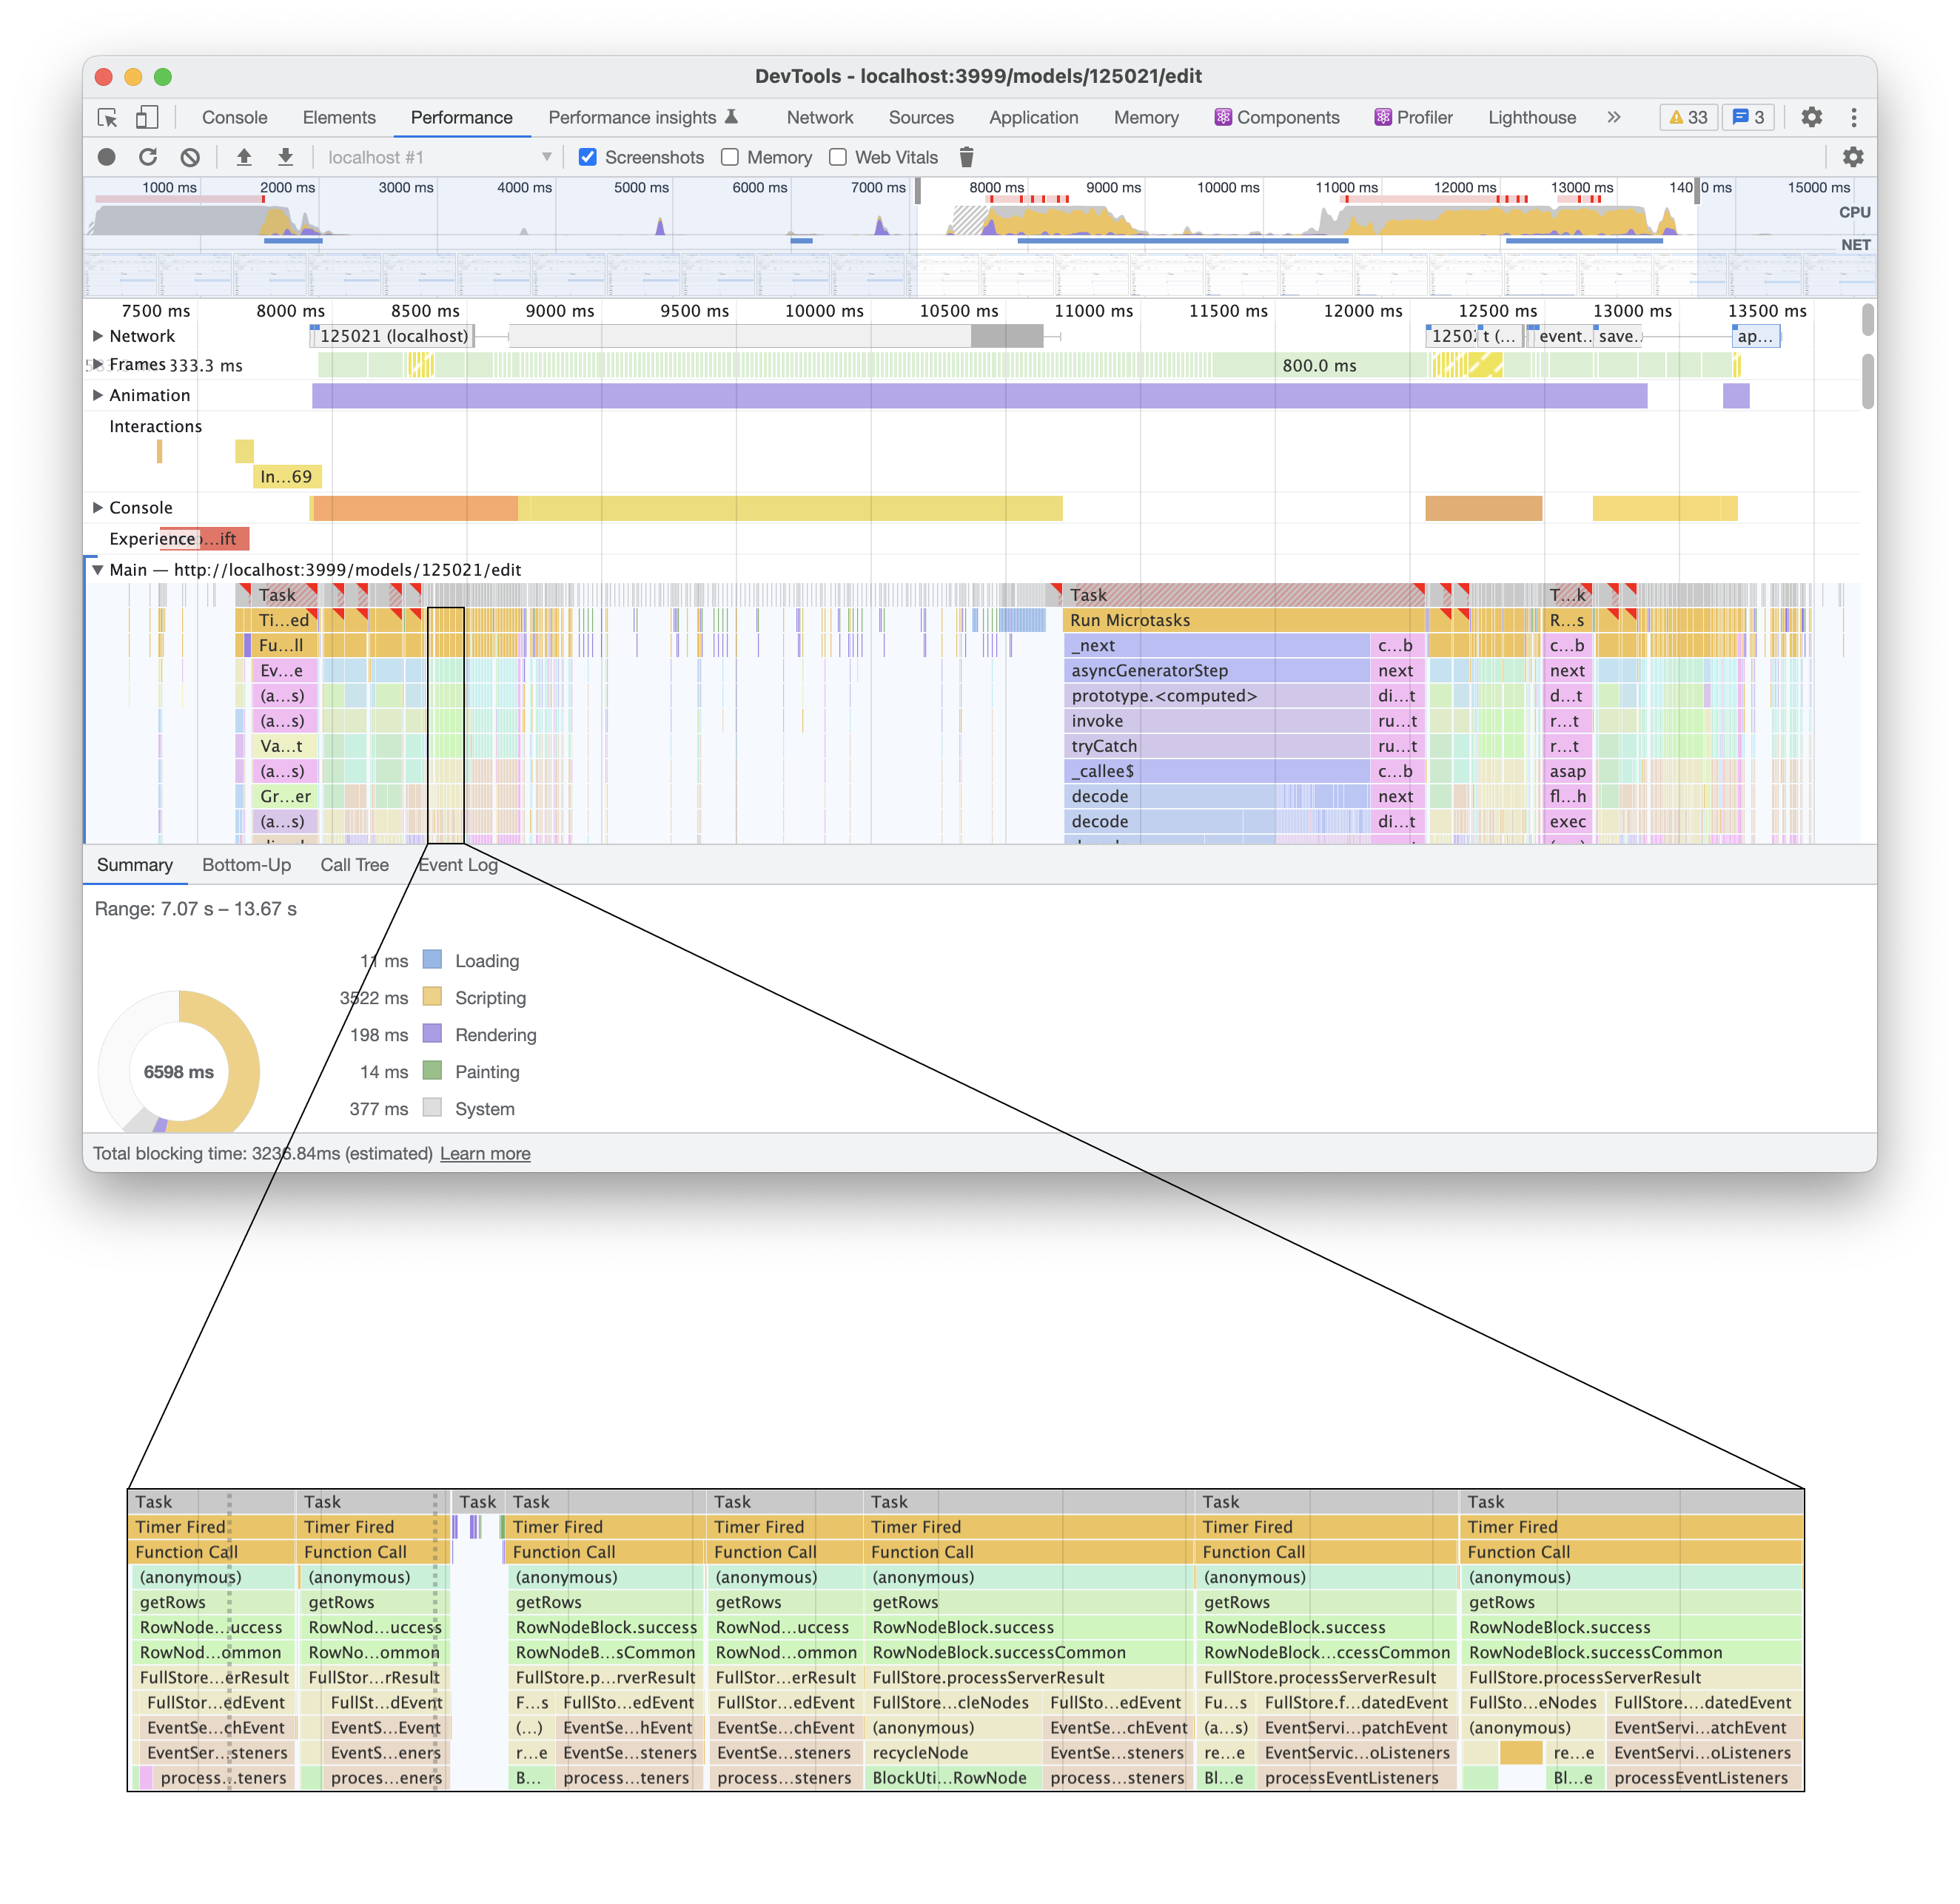 DevTools - localhost:3999/models/125021/edit
Console Elements Performance Performance insights Network Sources Application Memory Components Profiler Lighthouse 33 3
localhost #1 Screenshots Memory Web Vitals
1000 ms 2000 ms 3000 ms 4000 ms 5000 ms 6000 ms 7000 ms 8000 ms 9000 ms 10000 ms 11000 ms 12000 ms 13000 ms 15000 ms
CPU
NET
7500 ms 8000 ms 8500 ms 9000 ms 9500 ms 10000 ms 10500 ms 11000 ms 11500 ms 12000 ms 12500 ms 13000 ms 13500 ms
Network 125021 (localhost) t (… event… save… ap…
Frames 333.3 ms 800.0 ms
Animation
Interactions
In…69
Console
Experience …ift
Main — http://localhost:3999/models/125021/edit
Task Task T…k
Ti…ed Run Microtasks R…s
Fu…ll _next c…b c…b
Ev…e asyncGeneratorStep next next
(a…s) prototype.<computed> di…t d…t
(a…s) invoke ru…t r…t
Va…t tryCatch ru…t r…t
(a…s) _callee$ c…b asap
Gr…er decode next fl…h
(a…s) decode di…t exec
Summary Bottom-Up Call Tree Event Log
Range: 7.07 s – 13.67 s
11 ms Loading
3522 ms Scripting
198 ms Rendering
6598 ms
14 ms Painting
377 ms System
Total blocking time: 3236.84ms (estimated) Learn more
Task Task Task Task Task Task Task Task
Timer Fired Timer Fired Timer Fired Timer Fired Timer Fired Timer Fired Timer Fired
Function Call Function Call Function Call Function Call Function Call Function Call Function Call
(anonymous) (anonymous) (anonymous) (anonymous) (anonymous) (anonymous) (anonymous)
getRows getRows getRows getRows getRows getRows getRows
RowNode…uccess RowNod…uccess RowNodeBlock.success RowNod…uccess RowNodeBlock.success RowNodeBlock.success RowNodeBlock.success
RowNod…ommon RowNo…ommon RowNodeB…sCommon RowNod…ommon RowNodeBlock.successCommon RowNodeBlock…ccessCommon RowNodeBlock.successCommon
FullStore…erResult FullStor…rResult FullStore.p…rverResult FullStor…erResult FullStore.processServerResult FullStore.processServerResult FullStore.processServerResult
FullStor…edEvent FullSt…dEvent F…s FullSto…edEvent FullStor…edEvent FullStore…cleNodes FullSto…edEvent Fu…s FullStore.f…datedEvent FullSto…eNodes FullStore.…datedEvent
EventSe…chEvent EventS…Event (…) EventSe…hEvent EventSe…chEvent (anonymous) EventSe…chEvent (a…s) EventServi…patchEvent (anonymous) EventServi…atchEvent
EventSer…steners EventS…eners r…e EventSe…steners EventSe…steners recycleNode EventSe…steners re…e EventServic…oListeners re…e EventServi…oListeners
process…teners proces…eners B… process…teners process…steners BlockUti…RowNode process…steners Bl…e processEventListeners Bl…e processEventListeners